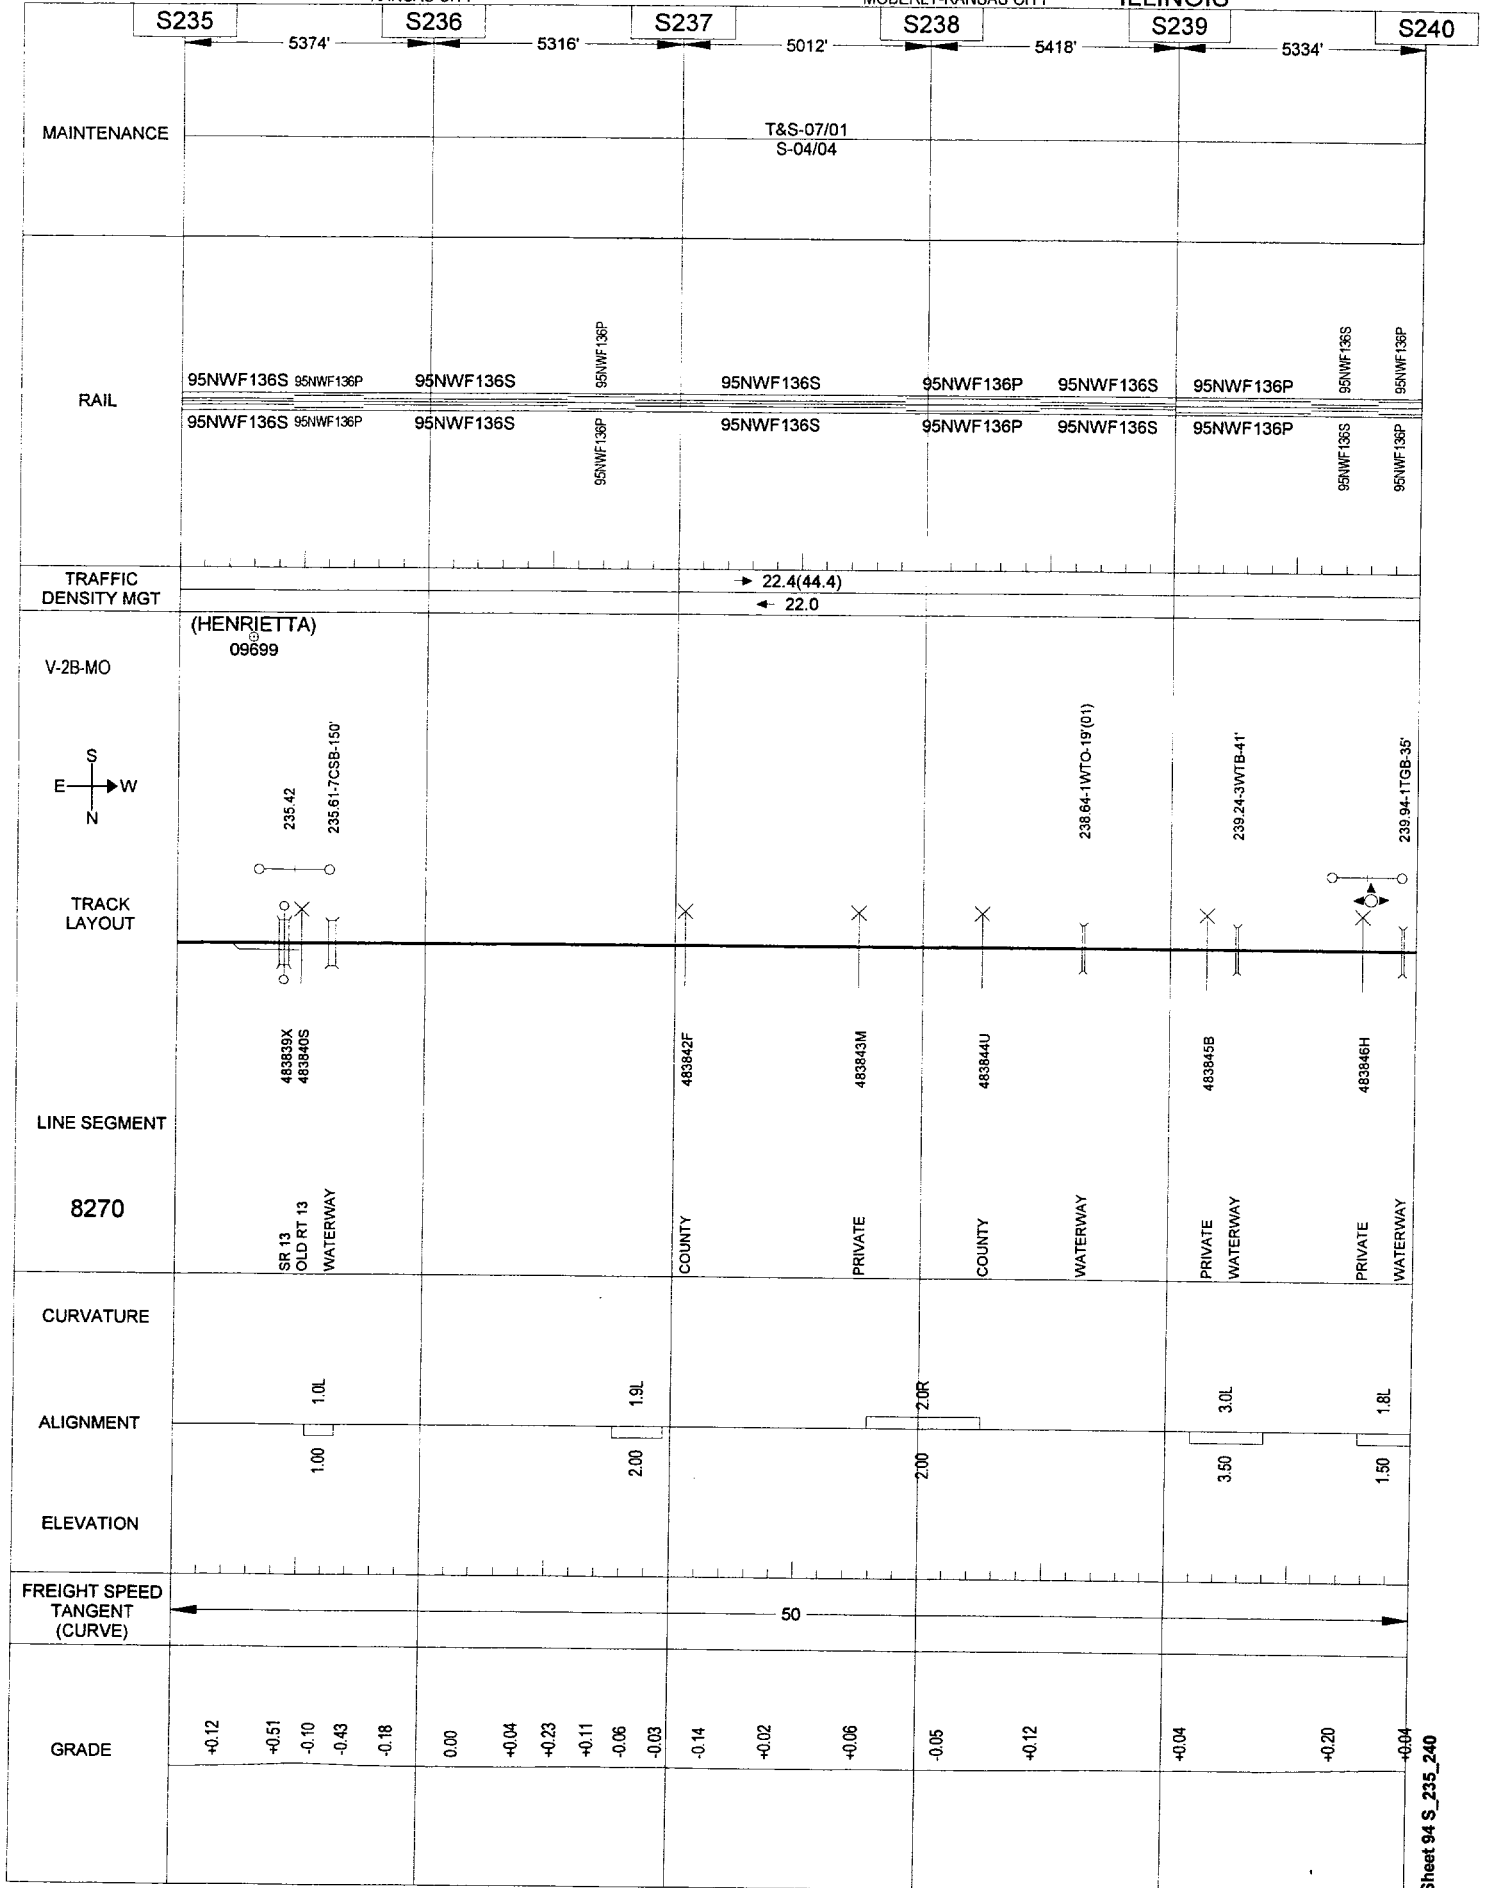 ILLINOIS
S235 S236 S237 S238 S239 S240
5374' 5316' 5012' 5418' 5334'
MAINTENANCE
T&S-07/01
S-04/04
95NWF136P 95NWF136S 95NWF136P
95NWF136S 95NWF136P 95NWF136S 95NWF136S 95NWF136P 95NWF136S 95NWF136P
RAIL
95NWF136S 95NWF136P 95NWF136S 95NWF136S 95NWF136P 95NWF136S 95NWF136P
95NWF136P 95NWF136S 95NWF136P
TRAFFIC
DENSITY MGT
22.4(44.4)
22.0
(HENRIETTA)
09699
V-2B-MO
S
E W
N
235.42
235.61-7CSB-150'
238.64-1WTO-19'(01)
239.24-3WTB-41'
239.94-1TGB-35'
TRACK
LAYOUT
483839X
483840S
483842F
483843M
483844U
483845B
483846H
LINE SEGMENT
8270
SR 13
OLD RT 13
WATERWAY
COUNTY
PRIVATE
COUNTY
WATERWAY
PRIVATE
WATERWAY
PRIVATE
WATERWAY
CURVATURE
1.0L 1.9L 2.0R 3.0L 1.8L
ALIGNMENT
1.00 2.00 2.00 3.50 1.50
ELEVATION
FREIGHT SPEED
TANGENT
(CURVE)
50
GRADE
+0.12 +0.51 -0.10 -0.43 -0.18 0.00 +0.04 +0.23 +0.11 -0.06 -0.03 -0.14 +0.02 +0.06 -0.05 +0.12 +0.04 +0.20 +0.04
Sheet 94 S_235_240